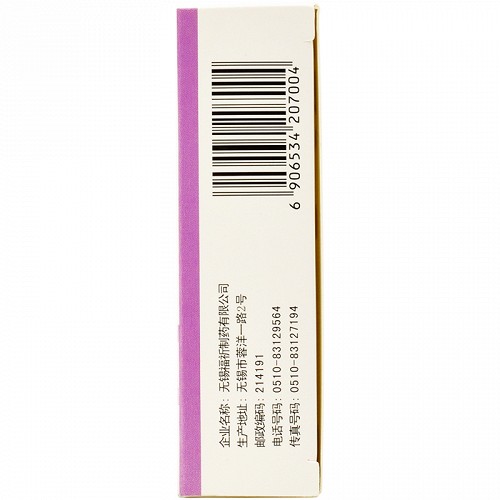 6 906534 207004
企业名称：无锡福祈制药有限公司
生产地址：无锡市蓉洋一路2号
邮政编码：214191
电话号码：0510-83129564
传真号码：0510-83127194